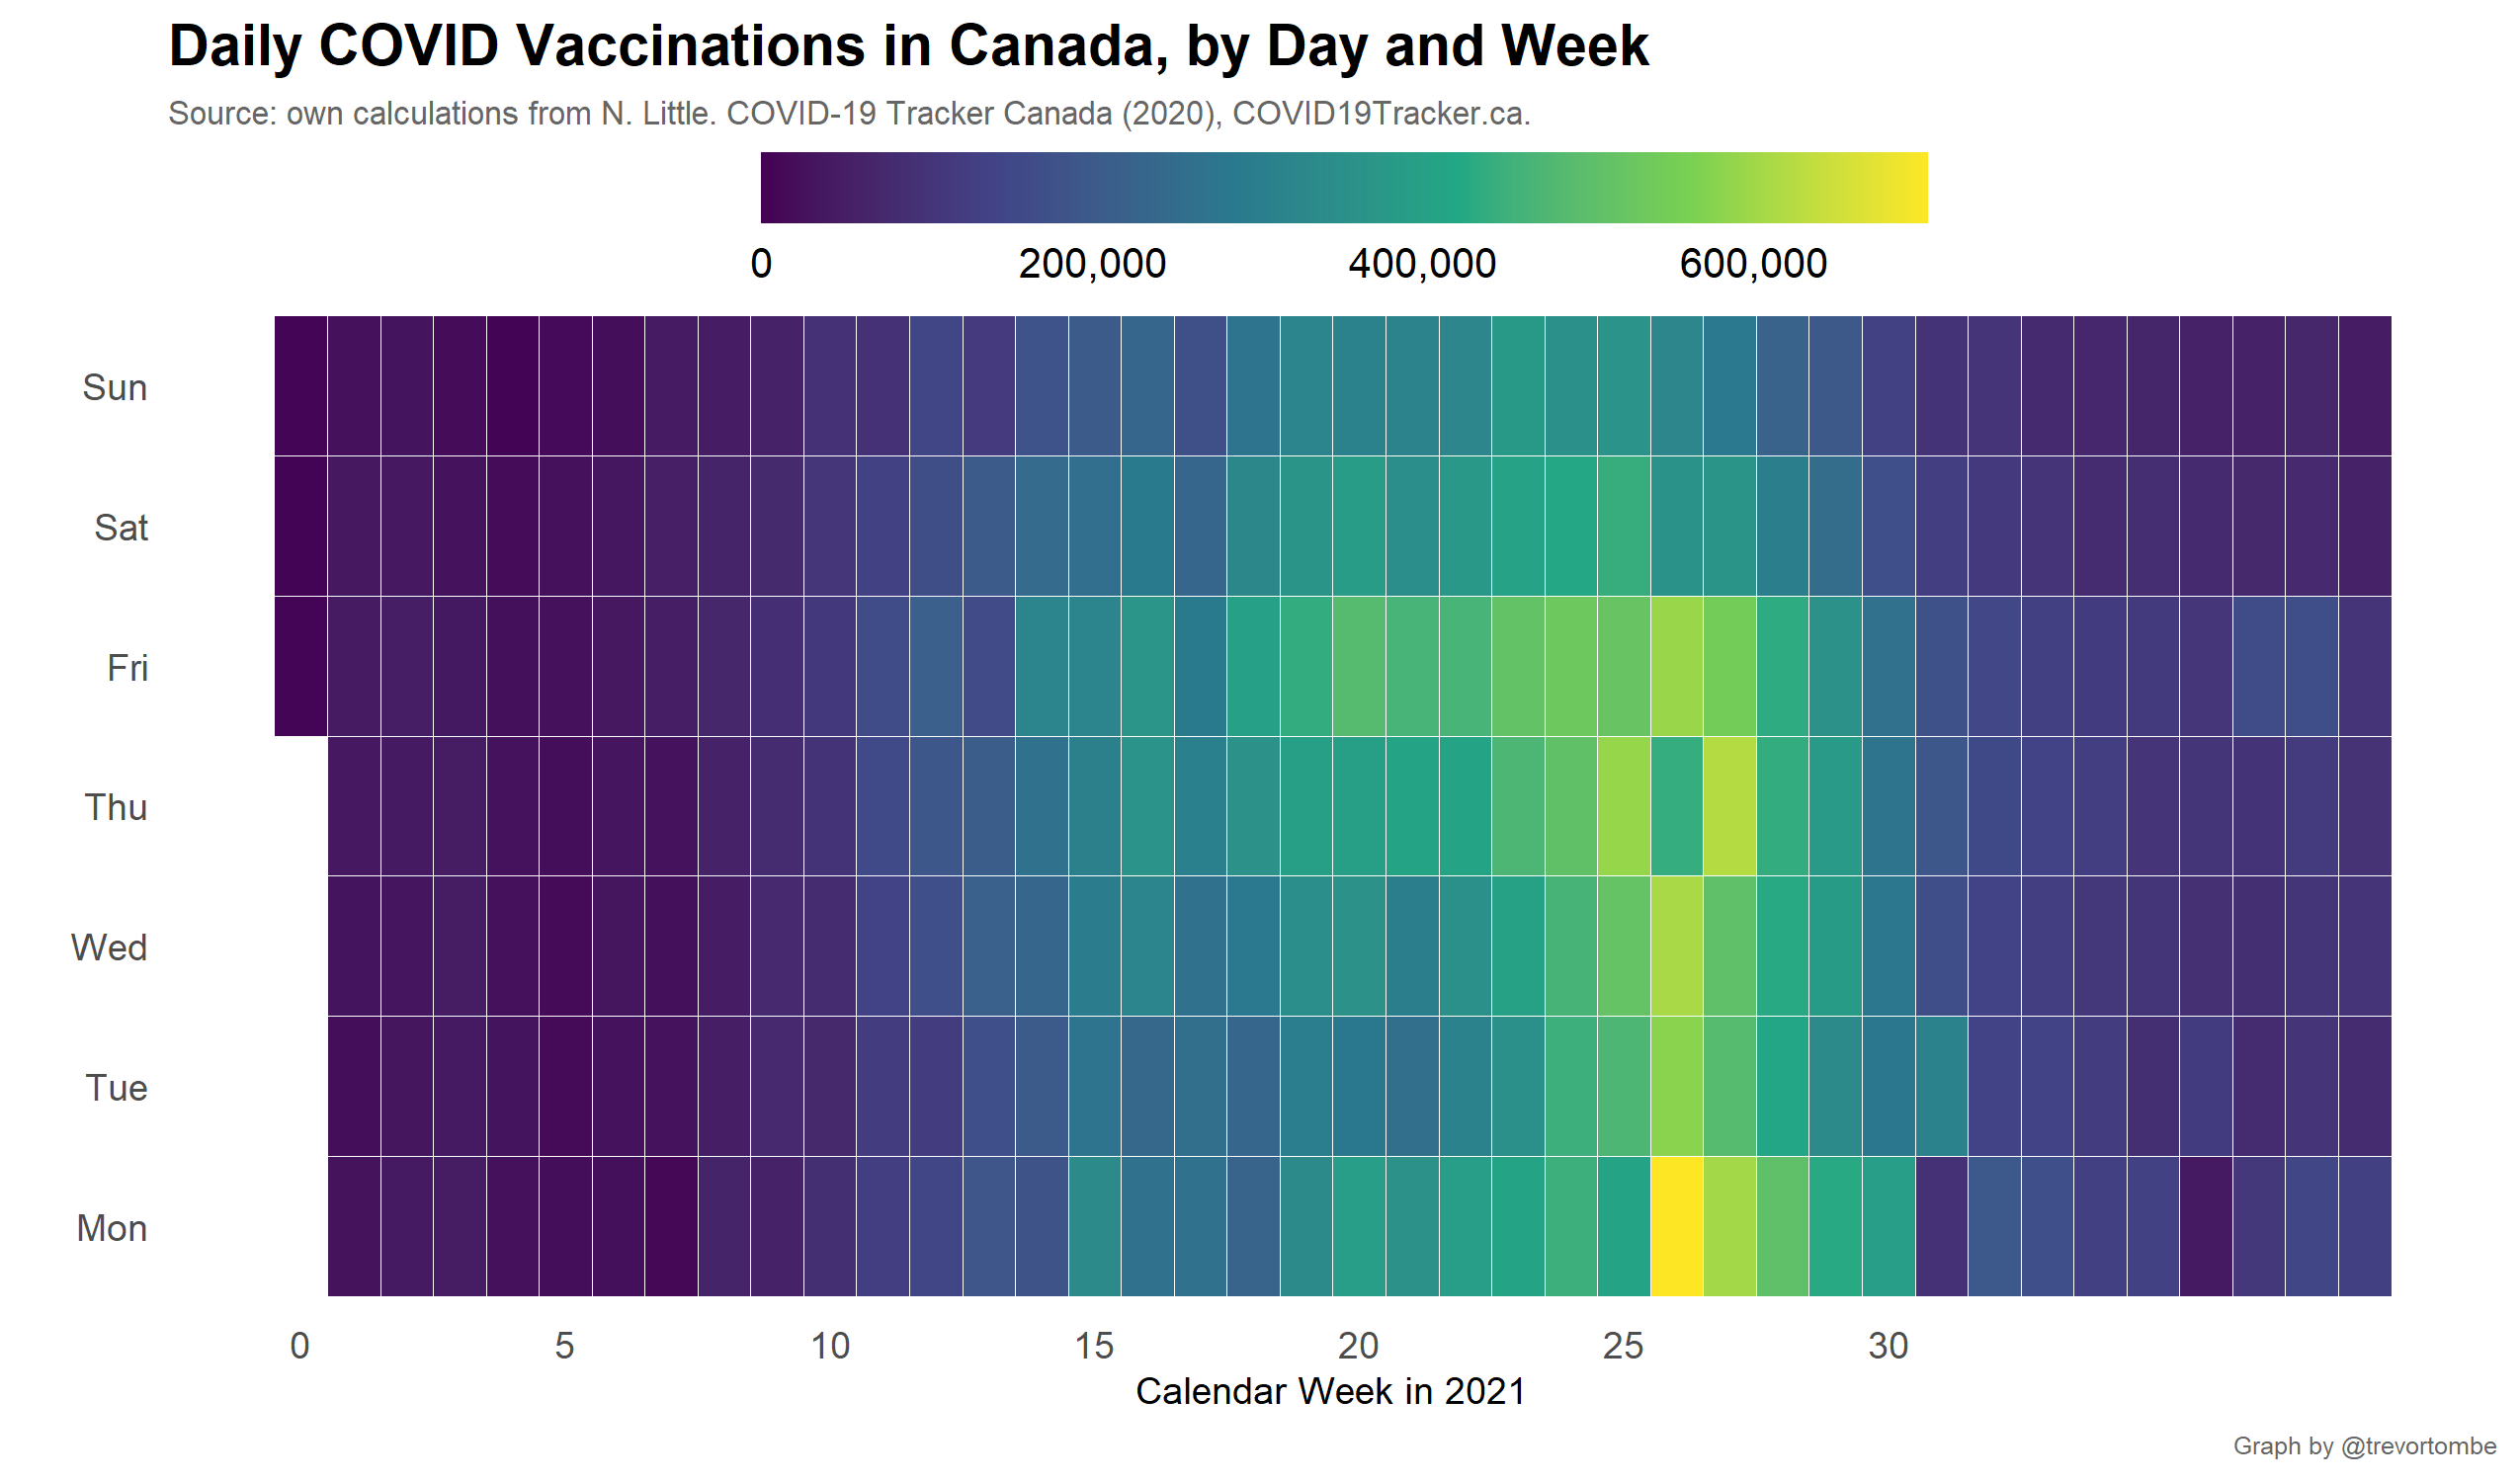 Daily COVID Vaccinations in Canada, by Day and Week
Source: own calculations from N. Little. COVID-19 Tracker Canada (2020), COVID19Tracker.ca.
0 200,000 400,000 600,000
Sun
Sat
Fri
Thu
Wed
Tue
Mon
0 5 10 15 20 25 30
Calendar Week in 2021
Graph by @trevortombe